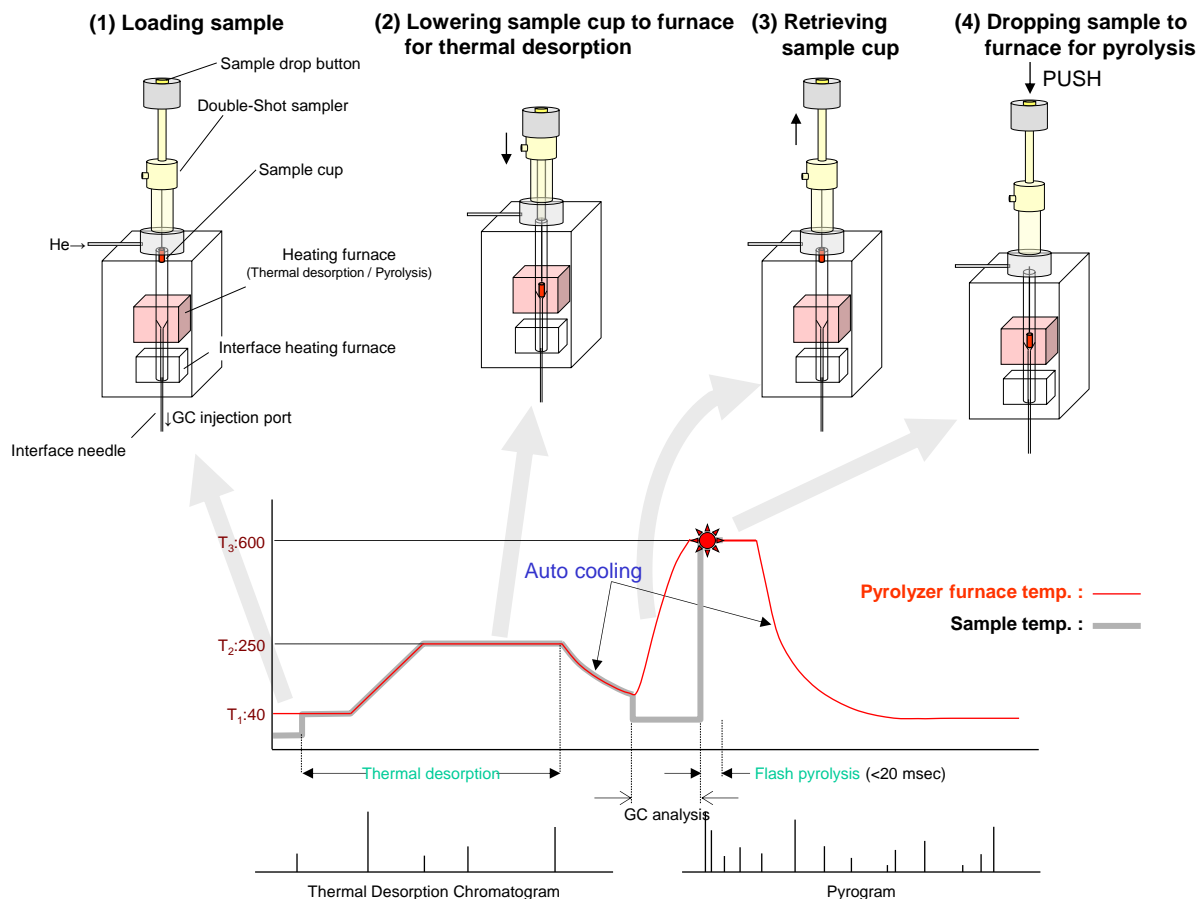 (1) Loading sample
(2) Lowering sample cup to furnace
for thermal desorption
(3) Retrieving
sample cup
(4) Dropping sample to
furnace for pyrolysis
Sample drop button
Double-Shot sampler
Sample cup
He→
Heating furnace
(Thermal desorption / Pyrolysis)
Interface heating furnace
↓GC injection port
Interface needle
PUSH
T₃:600
Auto cooling
Pyrolyzer furnace temp. :
Sample temp. :
T₂:250
T₁:40
Thermal desorption
Flash pyrolysis (<20 msec)
GC analysis
Thermal Desorption Chromatogram
Pyrogram